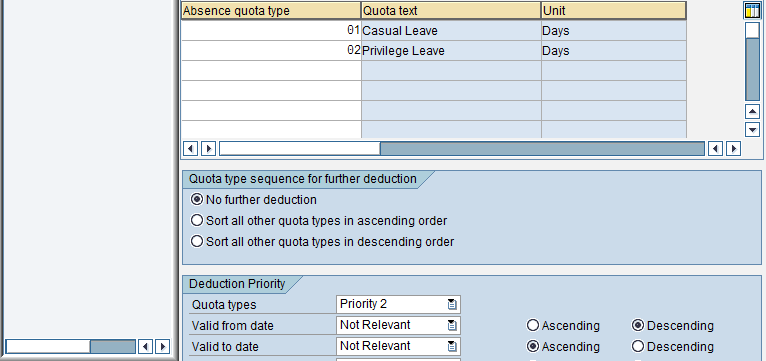 Absence quota type Quota text Unit
01 Casual Leave Days
02 Privilege Leave Days
Quota type sequence for further deduction
No further deduction
Sort all other quota types in ascending order
Sort all other quota types in descending order
Deduction Priority
Quota types Priority 2
Valid from date Not Relevant Ascending Descending
Valid to date Not Relevant Ascending Descending